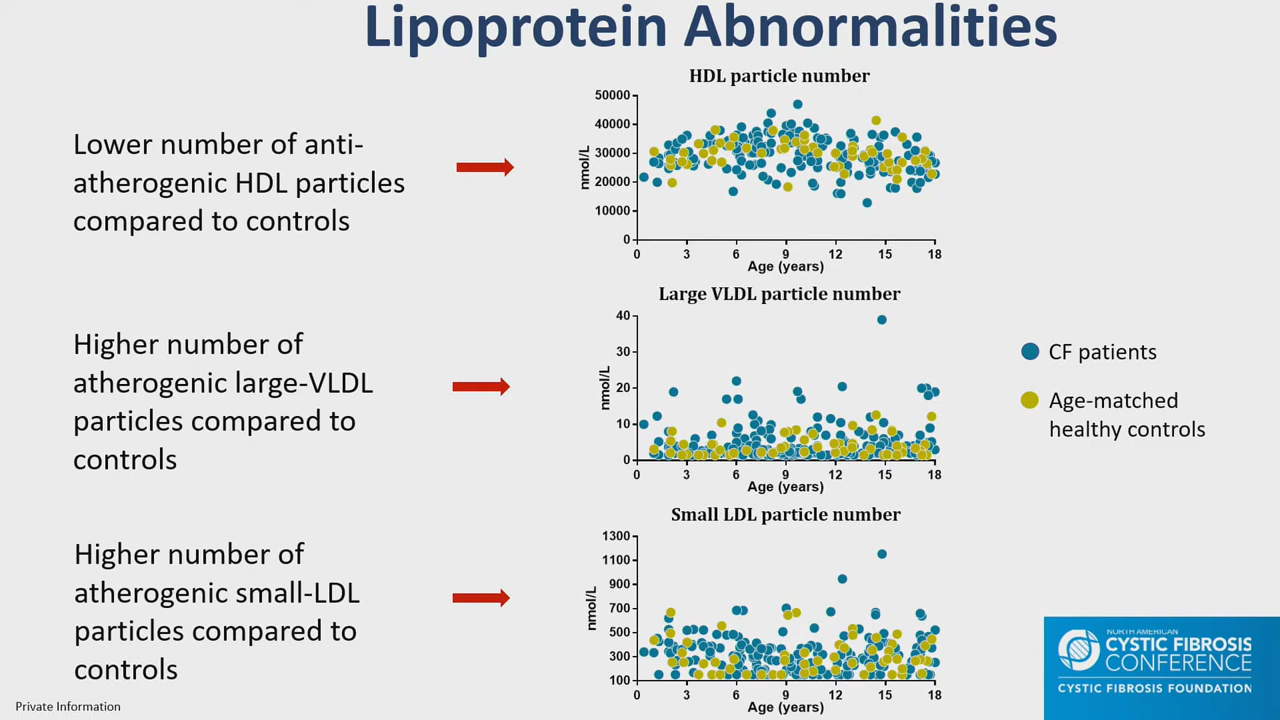 Lipoprotein Abnormalities
Lower number of anti-
atherogenic HDL particles
compared to controls
HDL particle number
50000
40000
30000
20000
10000
0
nmol/L
0 3 6 9 12 15 18
Age (years)
Higher number of
atherogenic large-VLDL
particles compared to
controls
Large VLDL particle number
40
30
20
10
0
nmol/L
0 3 6 9 12 15 18
Age (years)
CF patients
Age-matched
healthy controls
Higher number of
atherogenic small-LDL
particles compared to
controls
Small LDL particle number
1300
1100
900
700
500
300
100
nmol/L
0 3 6 9 12 15 18
Age (years)
NORTH AMERICAN
CYSTIC FIBROSIS
CONFERENCE
CYSTIC FIBROSIS FOUNDATION
Private Information